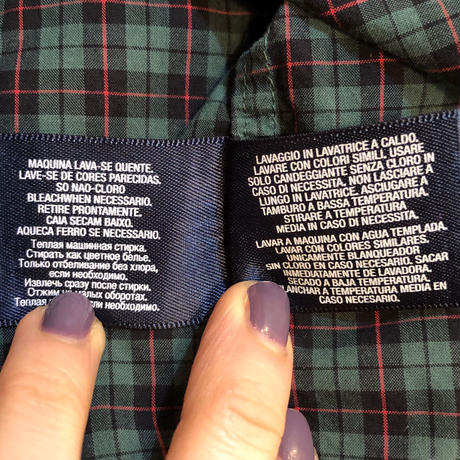 MAQUINA LAVA-SE QUENTE.
LAVE-SE DE CORES PARECIDAS.
SO NAO-CLORO
BLEACHWHEN NECESSARIO.
RETIRE PRONTAMENTE.
CAIA SECAM BAIXO.
AQUECA FERRO SE NECESSARIO.
Теплая машинная стирка.
Стирать как цветное белье.
Только отбеливание без хлора,
если необходимо.
Извлечь сразу после стирки.
Отжим на малых оборотах.
Теплая если необходимо.
LAVAGGIO IN LAVATRICE A CALDO.
LAVARE CON COLORI SIMILI. USARE
SOLO CANDEGGIANTE SENZA CLORO IN
CASO DI NECESSITÀ. NON LASCIARE A
LUNGO IN LAVATRICE. ASCIUGARE A
TAMBURO A BASSA TEMPERATURA
STIRARE A TEMPERATURA
MEDIA IN CASO DI NECESSITÀ.
LAVAR A MAQUINA CON AGUA TEMPLADA.
LAVAR CON COLORES SIMILARES.
UNICAMENTE BLANQUEADOR
SIN CLORO EN CASO NECESARIO. SACAR
INMEDIATAMENTE DE LAVADORA.
SECADO A BAJA TEMPERATURA.
PLANCHAR A TEMPERATURA MEDIA EN
CASO NECESARIO.